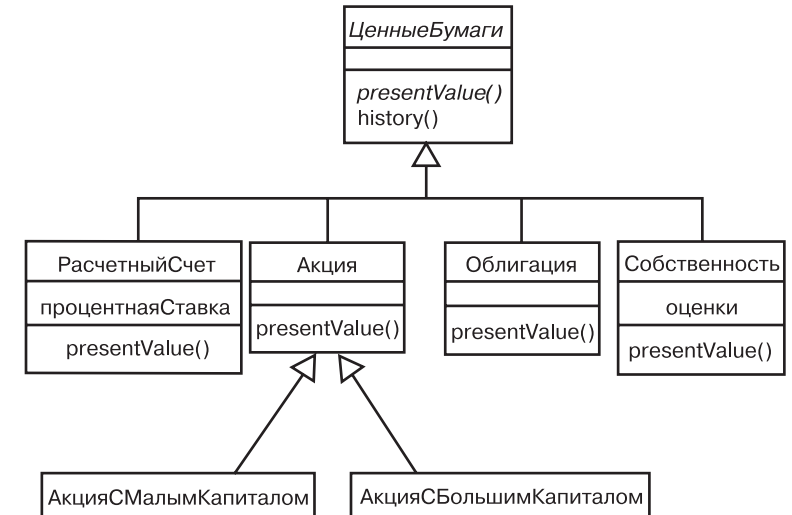 ЦенныеБумаги
presentValue()
history()
РасчетныйСчет
процентнаяСтавка
presentValue()
Акция
presentValue()
Облигация
presentValue()
Собственность
оценки
presentValue()
АкцияСМалымКапиталом
АкцияСБольшимКапиталом